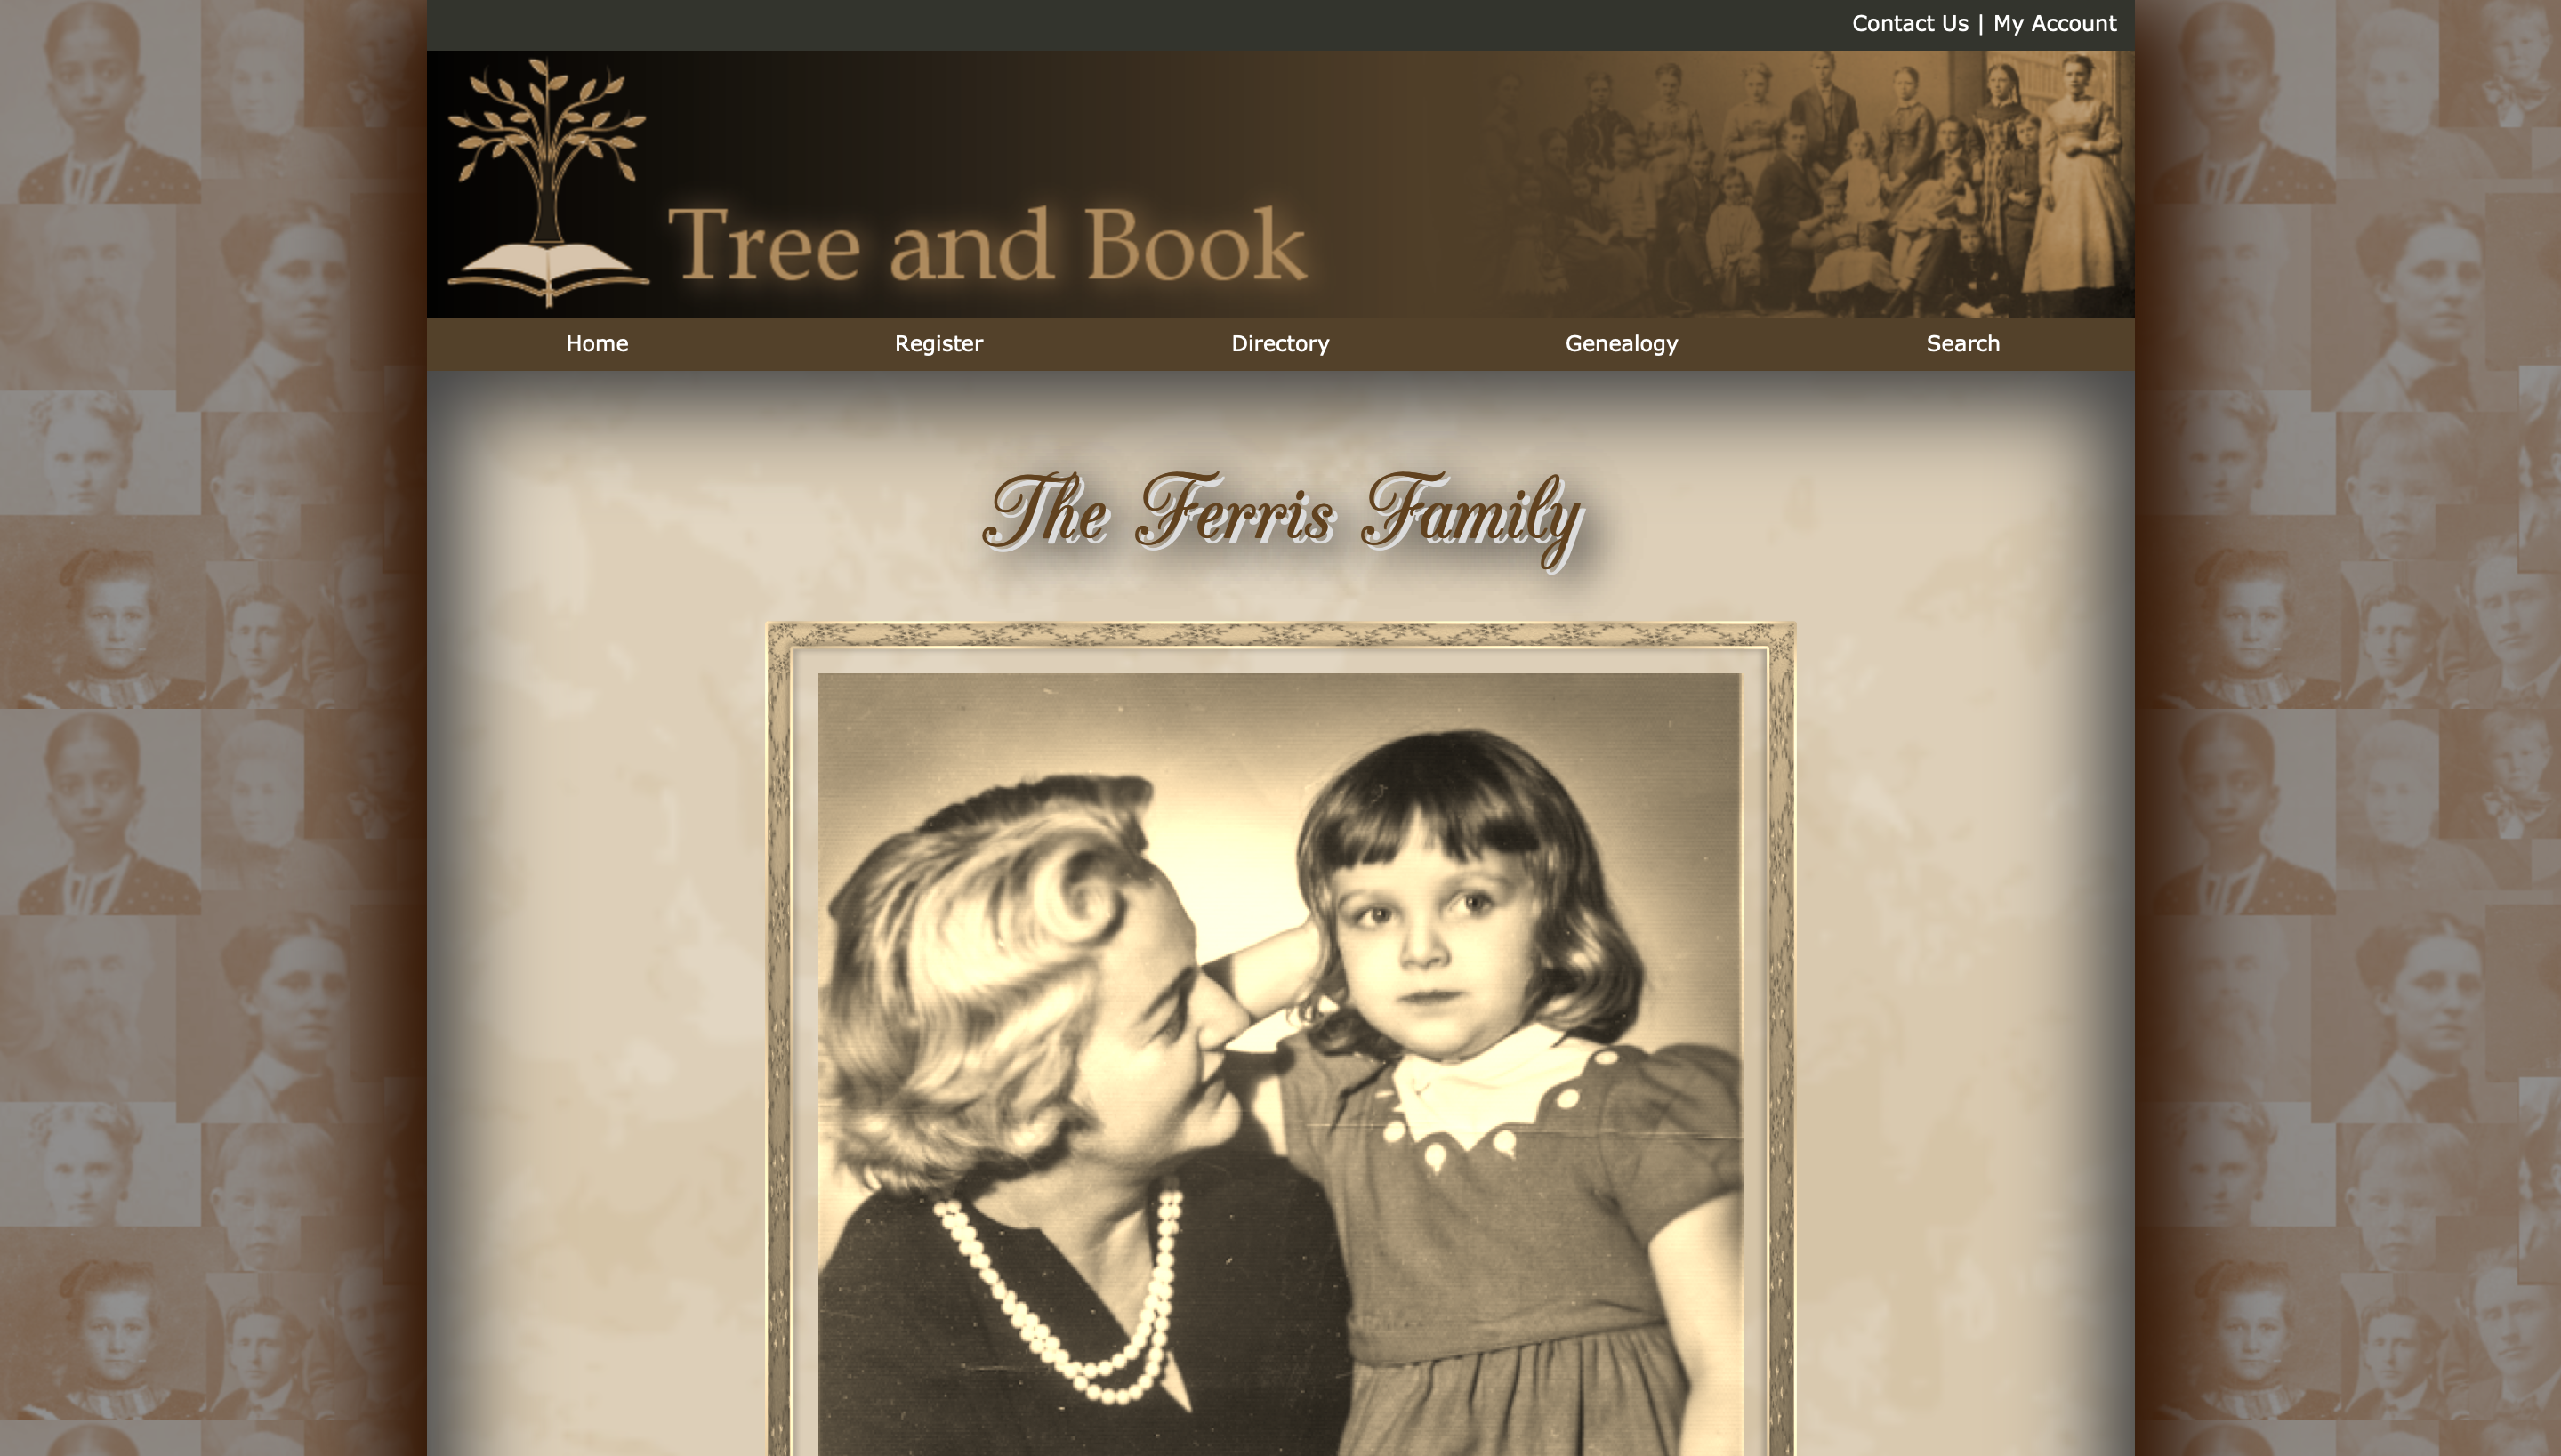 Contact Us | My Account
Tree and Book
Home Register Directory Genealogy Search
The Ferris Family